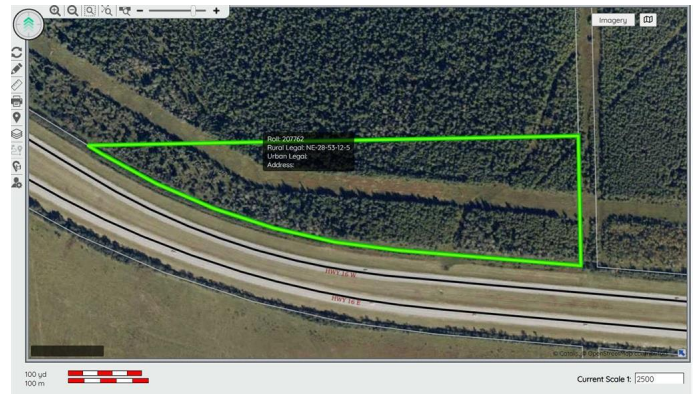 Imagery
Roll: 207762
Rural Legal: NE-28-53-12-5
Urban Legal:
Address:
HWY 16 W
HWY 16 E
100 yd
100 m
Current Scale 1: 2500